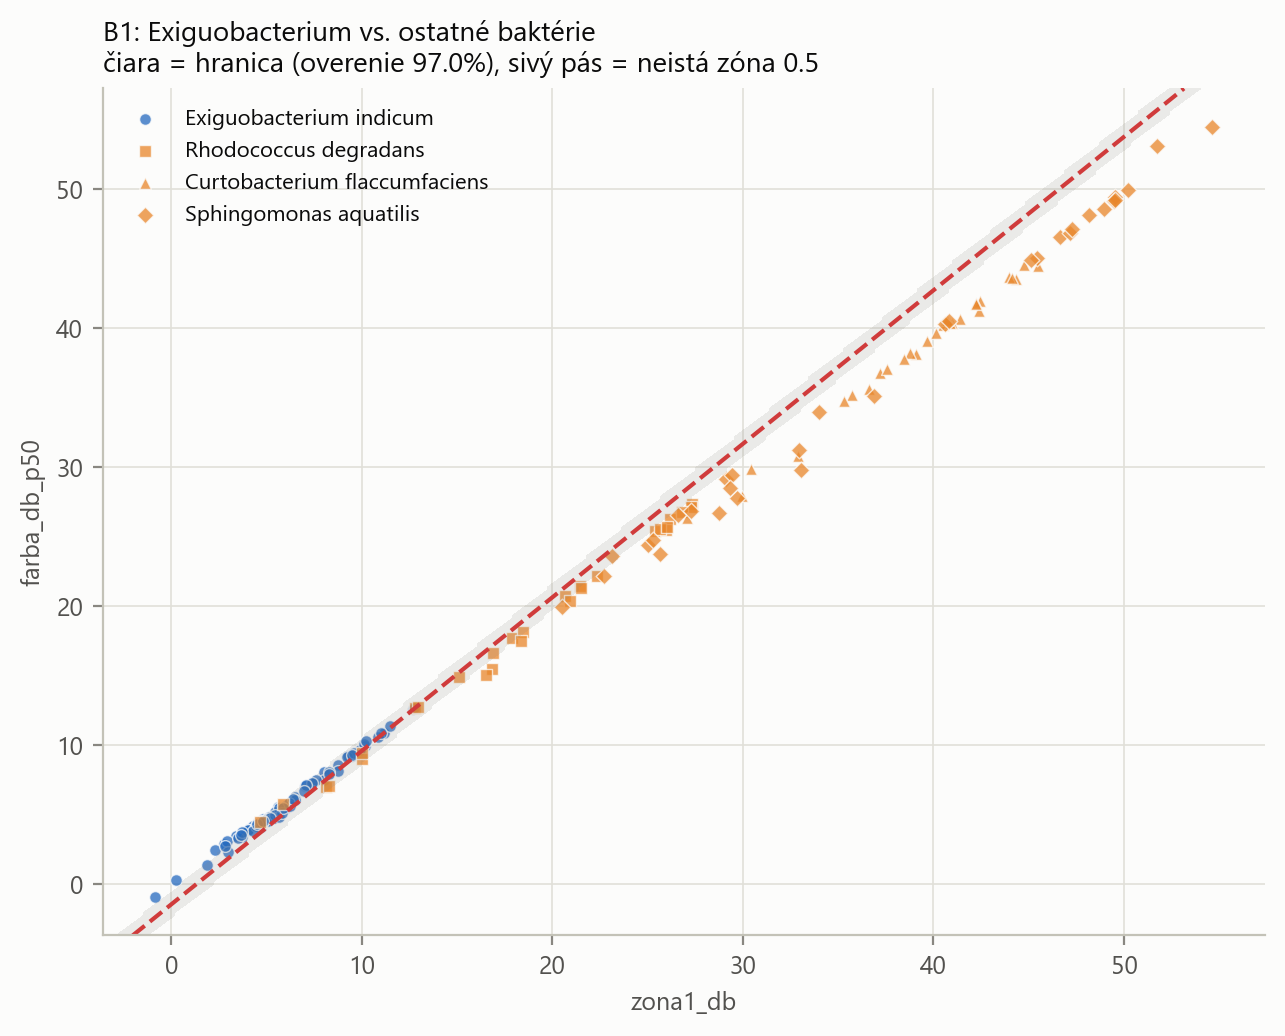 B1: Exiguobacterium vs. ostatné baktérie
čiara = hranica (overenie 97.0%), sivý pás = neistá zóna 0.5
Exiguobacterium indicum
Rhodococcus degradans
Curtobacterium flaccumfaciens
Sphingomonas aquatilis
50
40
30
20
10
0
farba_db_p50
0 10 20 30 40 50
zona1_db